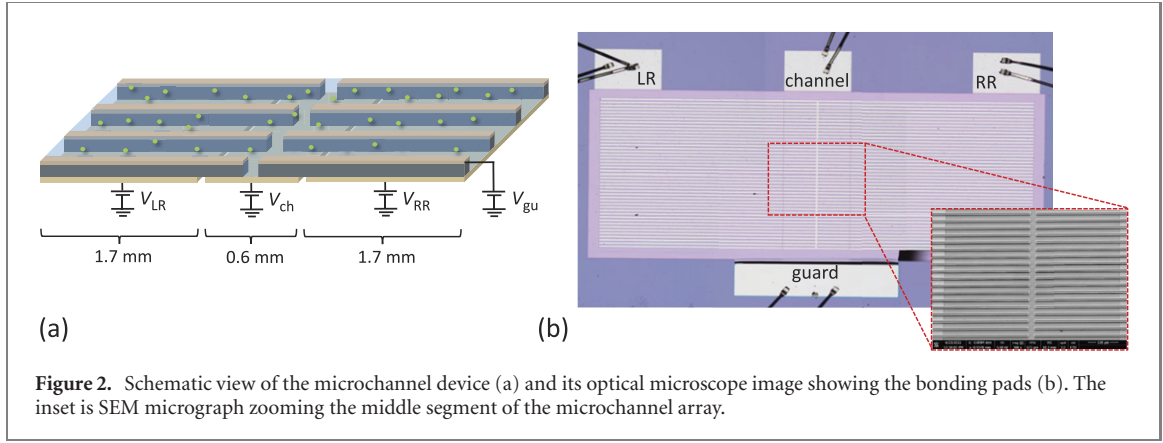 LR
channel
RR
V_LR
V_ch
V_RR
V_gu
1.7 mm
0.6 mm
1.7 mm
guard
(a)
(b)
Figure 2. Schematic view of the microchannel device (a) and its optical microscope image showing the bonding pads (b). The
inset is SEM micrograph zooming the middle segment of the microchannel array.